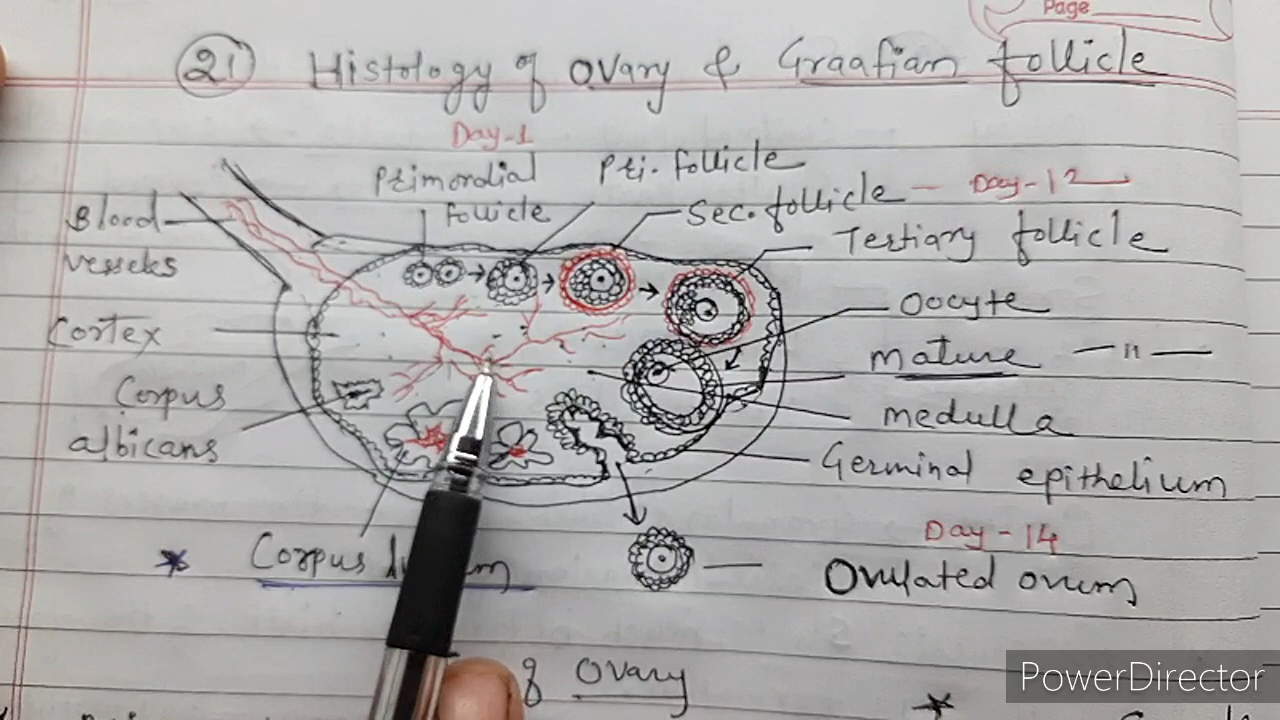 Page
21 Histology of Ovary & Graafian follicle
Day-1
Primordial follicle
Pri. follicle
Sec. follicle - Day-12
Tertiary follicle
Blood vessels
Oocyte
Cortex
mature —"—
Corpus albicans
medulla
Germinal epithelium
Day-14
* Corpus
Ovulated ovum
of Ovary
*
PowerDirector